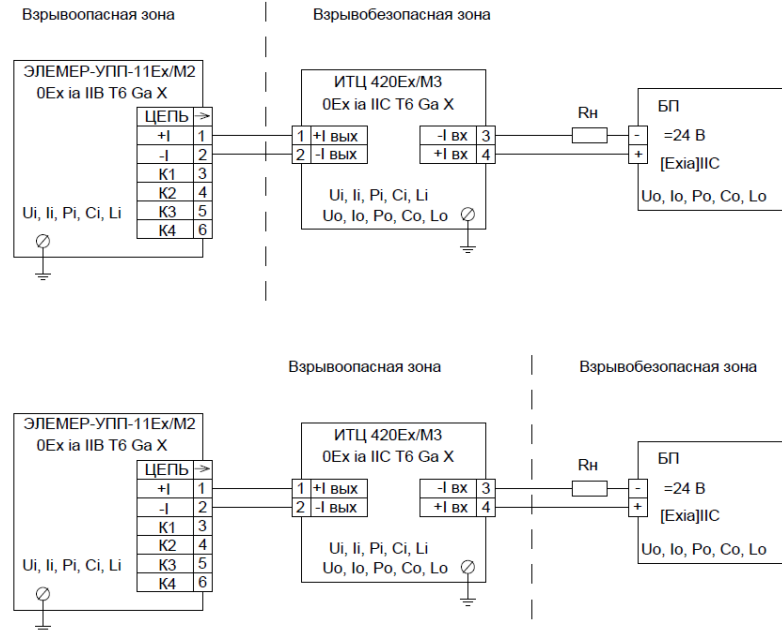 Взрывоопасная зона
Взрывобезопасная зона
ЭЛЕМЕР-УПП-11Ex/M2
0Ex ia IIB T6 Ga X
ЦЕПЬ
+I 1
-I 2
К1 3
К2 4
К3 5
К4 6
Ui, Ii, Pi, Ci, Li
ИТЦ 420Ex/M3
0Ex ia IIC T6 Ga X
1 +I вых
2 -I вых
-I вх 3
+I вх 4
Ui, Ii, Pi, Ci, Li
Uo, Io, Po, Co, Lo
Rн
БП
- =24 В
+
[Exia]IIC
Uo, Io, Po, Co, Lo
Взрывоопасная зона
Взрывобезопасная зона
ЭЛЕМЕР-УПП-11Ex/M2
0Ex ia IIB T6 Ga X
ЦЕПЬ
+I 1
-I 2
К1 3
К2 4
К3 5
К4 6
Ui, Ii, Pi, Ci, Li
ИТЦ 420Ex/M3
0Ex ia IIC T6 Ga X
1 +I вых
2 -I вых
-I вх 3
+I вх 4
Ui, Ii, Pi, Ci, Li
Uo, Io, Po, Co, Lo
Rн
БП
- =24 В
+
[Exia]IIC
Uo, Io, Po, Co, Lo